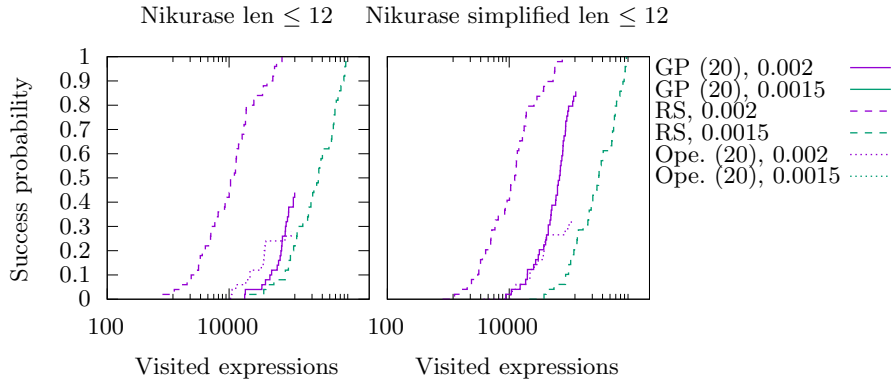 Nikurase len ≤ 12
Nikurase simplified len ≤ 12
Success probability
1
0.9
0.8
0.7
0.6
0.5
0.4
0.3
0.2
0.1
0
100
10000
100
10000
Visited expressions
Visited expressions
GP (20), 0.002
GP (20), 0.0015
RS, 0.002
RS, 0.0015
Ope. (20), 0.002
Ope. (20), 0.0015